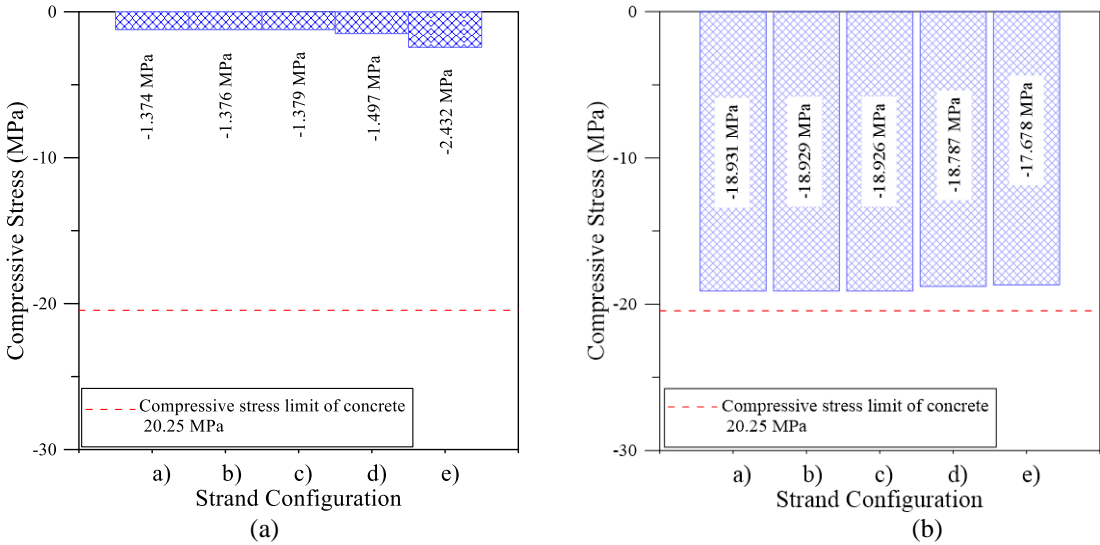 0
-10
-20
-30
Compressive Stress (MPa)
-1.374 MPa
-1.376 MPa
-1.379 MPa
-1.497 MPa
-2.432 MPa
Compressive stress limit of concrete
20.25 MPa
a) b) c) d) e)
Strand Configuration
(a)
0
-10
-20
-30
Compressive Stress (MPa)
-18.931 MPa
-18.929 MPa
-18.926 MPa
-18.787 MPa
-17.678 MPa
Compressive stress limit of concrete
20.25 MPa
a) b) c) d) e)
Strand Configuration
(b)